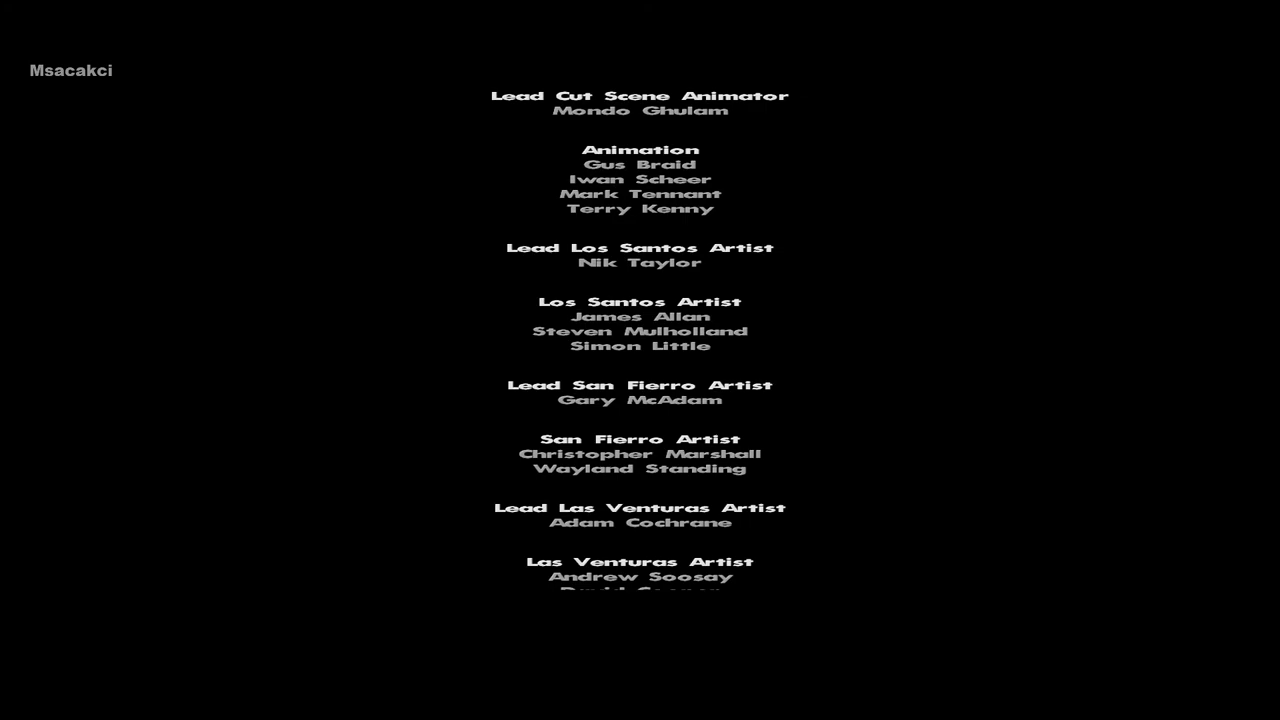 Msacakci
Lead Cut Scene Animator
Mondo Ghulam
Animation
Gus Braid
Iwan Scheer
Mark Tennant
Terry Kenny
Lead Los Santos Artist
Nik Taylor
Los Santos Artist
James Allan
Steven Mulholland
Simon Little
Lead San Fierro Artist
Gary McAdam
San Fierro Artist
Christopher Marshall
Wayland Standing
Lead Las Venturas Artist
Adam Cochrane
Las Venturas Artist
Andrew Soosay
David Cooper